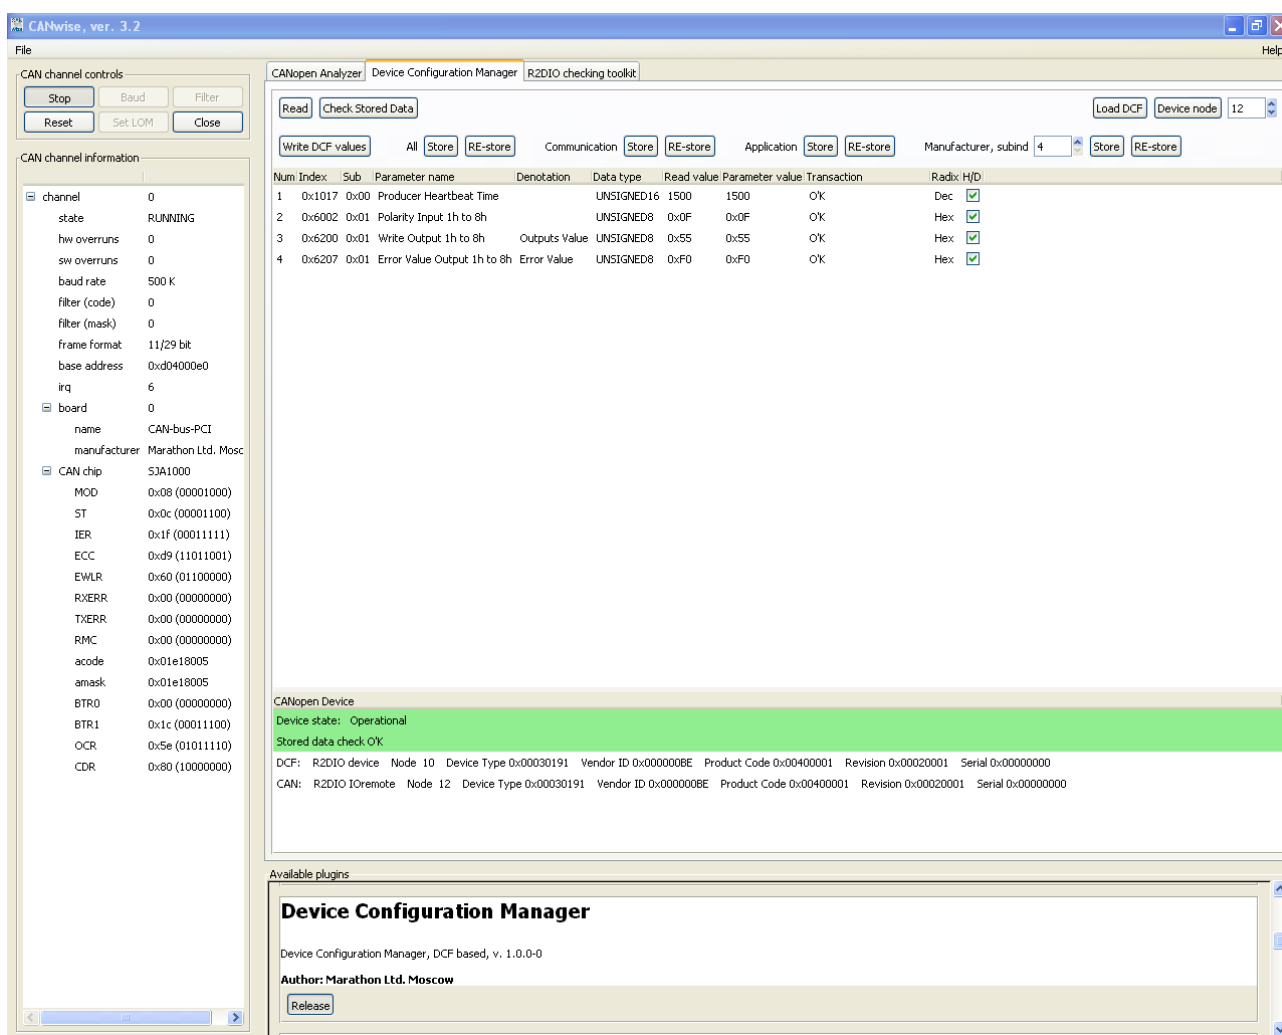 CANwise, ver. 3.2
File Help
CAN channel controls
Stop Baud Filter
Reset Set LOM Close
CAN channel information
channel 0
state RUNNING
hw overruns 0
sw overruns 0
baud rate 500 K
filter (code) 0
filter (mask) 0
frame format 11/29 bit
base address 0xd04000e0
irq 6
board 0
name CAN-bus-PCI
manufacturer Marathon Ltd. Mosc
CAN chip SJA1000
MOD 0x08 (00001000)
ST 0x0c (00001100)
IER 0x1f (00011111)
ECC 0xd9 (11011001)
EWLR 0x60 (01100000)
RXERR 0x00 (00000000)
TXERR 0x00 (00000000)
RMC 0x00 (00000000)
acode 0x01e18005
amask 0x01e18005
BTR0 0x00 (00000000)
BTR1 0x1c (00011100)
OCR 0x5e (01011110)
CDR 0x80 (10000000)
CANopen Analyzer Device Configuration Manager R2DIO checking toolkit
Read Check Stored Data Load DCF Device node 12
Write DCF values All Store RE-store Communication Store RE-store Application Store RE-store Manufacturer, subind 4 Store RE-store
Num Index Sub Parameter name Denotation Data type Read value Parameter value Transaction Radix H/D
1 0x1017 0x00 Producer Heartbeat Time UNSIGNED16 1500 1500 O'K Dec
2 0x6002 0x01 Polarity Input 1h to 8h UNSIGNED8 0x0F 0x0F O'K Hex
3 0x6200 0x01 Write Output 1h to 8h Outputs Value UNSIGNED8 0x55 0x55 O'K Hex
4 0x6207 0x01 Error Value Output 1h to 8h Error Value UNSIGNED8 0xF0 0xF0 O'K Hex
CANopen Device
Device state: Operational
Stored data check O'K
DCF: R2DIO device Node 10 Device Type 0x00030191 Vendor ID 0x000000BE Product Code 0x00400001 Revision 0x00020001 Serial 0x00000000
CAN: R2DIO IOremote Node 12 Device Type 0x00030191 Vendor ID 0x000000BE Product Code 0x00400001 Revision 0x00020001 Serial 0x00000000
Available plugins
Device Configuration Manager
Device Configuration Manager, DCF based, v. 1.0.0-0
Author: Marathon Ltd. Moscow
Release